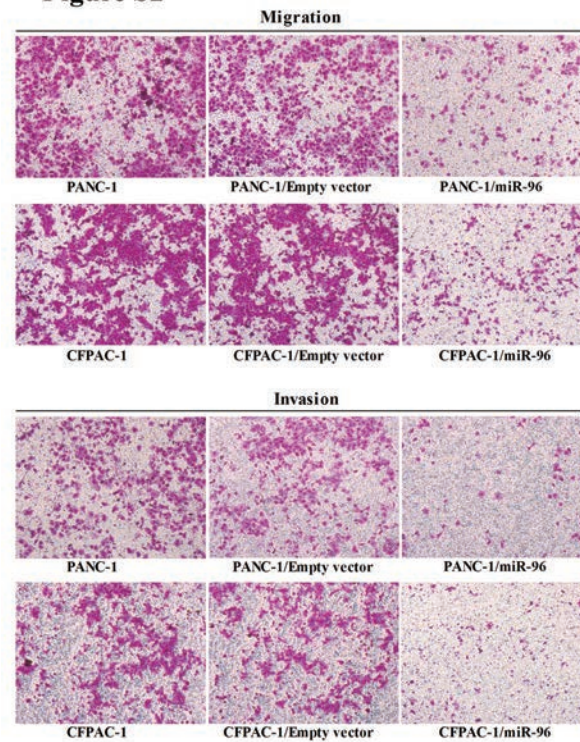 Migration
PANC-1 PANC-1/Empty vector PANC-1/miR-96
CFPAC-1 CFPAC-1/Empty vector CFPAC-1/miR-96
Invasion
PANC-1 PANC-1/Empty vector PANC-1/miR-96
CFPAC-1 CFPAC-1/Empty vector CFPAC-1/miR-96